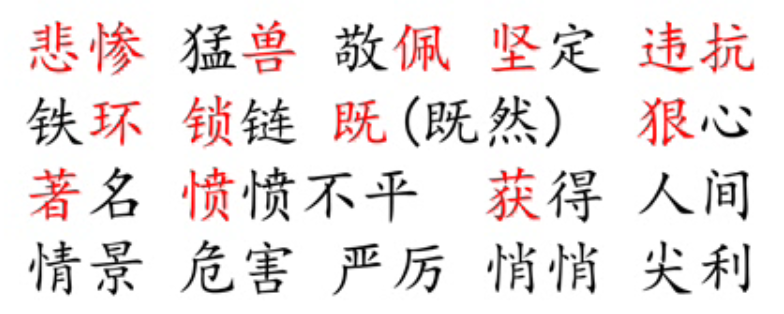 悲惨 猛兽 敬佩 坚定 违抗
铁环 锁链 既(既然) 狠心
著名 愤愤不平 获得 人间
情景 危害 严厉 悄悄 尖利